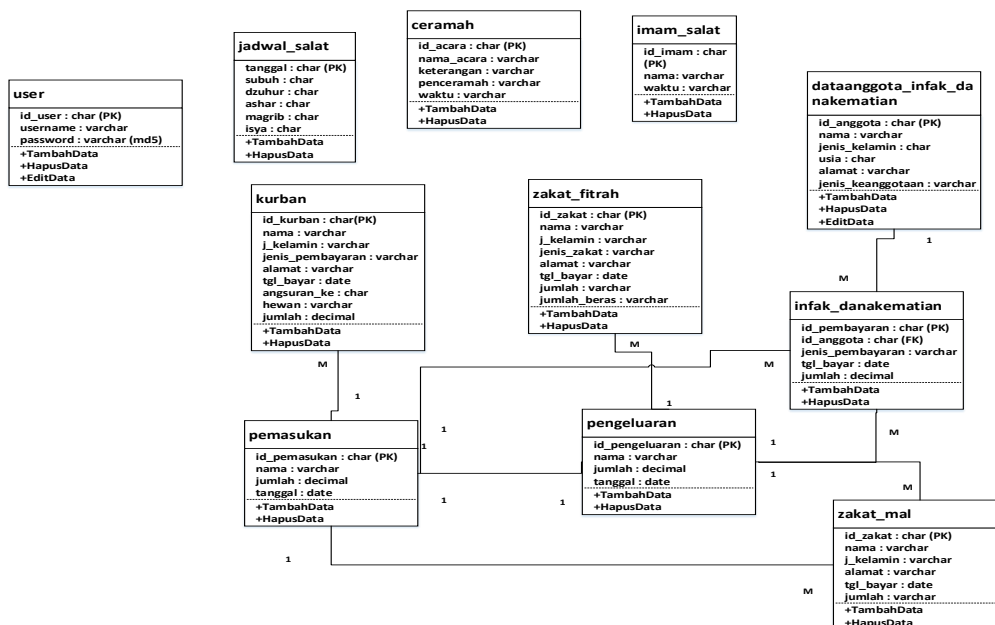 user
id_user : char (PK)
username : varchar
password : varchar (md5)
+TambahData
+HapusData
+EditData
jadwal_salat
tanggal : char (PK)
subuh : char
dzuhur : char
ashar : char
magrib : char
isya : char
+TambahData
+HapusData
ceramah
id_acara : char (PK)
nama_acara : varchar
keterangan : varchar
penceramah : varchar
waktu : varchar
+TambahData
+HapusData
imam_salat
id_imam : char
(PK)
nama: varchar
waktu : varchar
+TambahData
+HapusData
dataanggota_infak_da
nakematian
id_anggota : char (PK)
nama : varchar
jenis_kelamin : char
usia : char
alamat : varchar
jenis_keanggotaan : varchar
+TambahData
+HapusData
+EditData
1
M
kurban
id_kurban : char(PK)
nama : varchar
j_kelamin : varchar
jenis_pembayaran : varchar
alamat : varchar
tgl_bayar : date
angsuran_ke : char
hewan : varchar
jumlah : decimal
+TambahData
+HapusData
M
1
zakat_fitrah
id_zakat : char (PK)
nama : varchar
j_kelamin : varchar
jenis_zakat : varchar
alamat : varchar
tgl_bayar : date
jumlah : varchar
jumlah_beras : varchar
+TambahData
+HapusData
M
1
infak_danakematian
id_pembayaran : char (PK)
id_anggota : char (FK)
jenis_pembayaran : varchar
tgl_bayar : date
jumlah : decimal
+TambahData
+HapusData
M
M
pemasukan
id_pemasukan : char (PK)
nama : varchar
jumlah : decimal
tanggal : date
+TambahData
+HapusData
1
1
1
1
1
pengeluaran
id_pengeluaran : char (PK)
nama : varchar
jumlah : decimal
tanggal : date
+TambahData
+HapusData
1
1
M
zakat_mal
id_zakat : char (PK)
nama : varchar
j_kelamin : varchar
alamat : varchar
tgl_bayar : date
jumlah : varchar
+TambahData
+HapusData
M